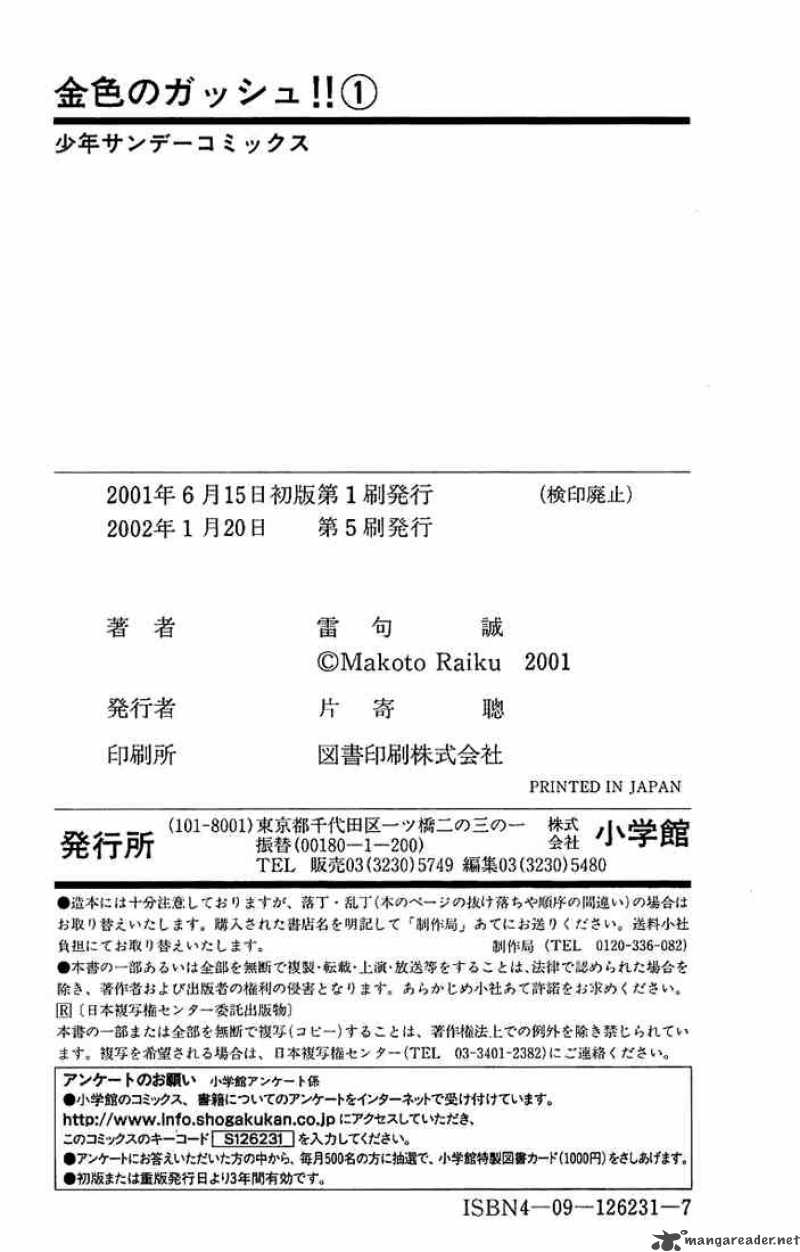 金色のガッシュ!!①
少年サンデーコミックス
2001年6月15日初版第1刷発行 (検印廃止)
2002年1月20日 第5刷発行
著者 雷句 誠
©Makoto Raiku 2001
発行者 片寄 聰
印刷所 図書印刷株式会社
PRINTED IN JAPAN
発行所 (101-8001)東京都千代田区一ツ橋二の三の一 株式会社 小学館
振替(00180-1-200)
TEL 販売03(3230)5749 編集03(3230)5480
●造本には十分注意しておりますが、落丁・乱丁(本のページの抜け落ちや順序の間違い)の場合は
お取り替えいたします。購入された書店名を明記して「制作局」あてにお送りください。送料小社
負担にてお取り替えいたします。 制作局(TEL 0120-336-082)
●本書の一部あるいは全部を無断で複製・転載・上演・放送等をすることは、法律で認められた場合を
除き、著作者および出版者の権利の侵害となります。あらかじめ小社あて許諾をお求めください。
R〔日本複写権センター委託出版物〕
本書の一部または全部を無断で複写(コピー)することは、著作権法上での例外を除き禁じられてい
ます。複写を希望される場合は、日本複写権センター(TEL 03-3401-2382)にご連絡ください。
アンケートのお願い 小学館アンケート係
●小学館のコミックス、書籍についてのアンケートをインターネットで受け付けています。
http://www.info.shogakukan.co.jp にアクセスしていただき、
このコミックスのキーコード S126231 を入力してください。
●アンケートにお答えいただいた方の中から、毎月500名の方に抽選で、小学館特製図書カード(1000円)をさしあげます。
●初版または重版発行日より3年間有効です。
ISBN4-09-126231-7
mangareader.net